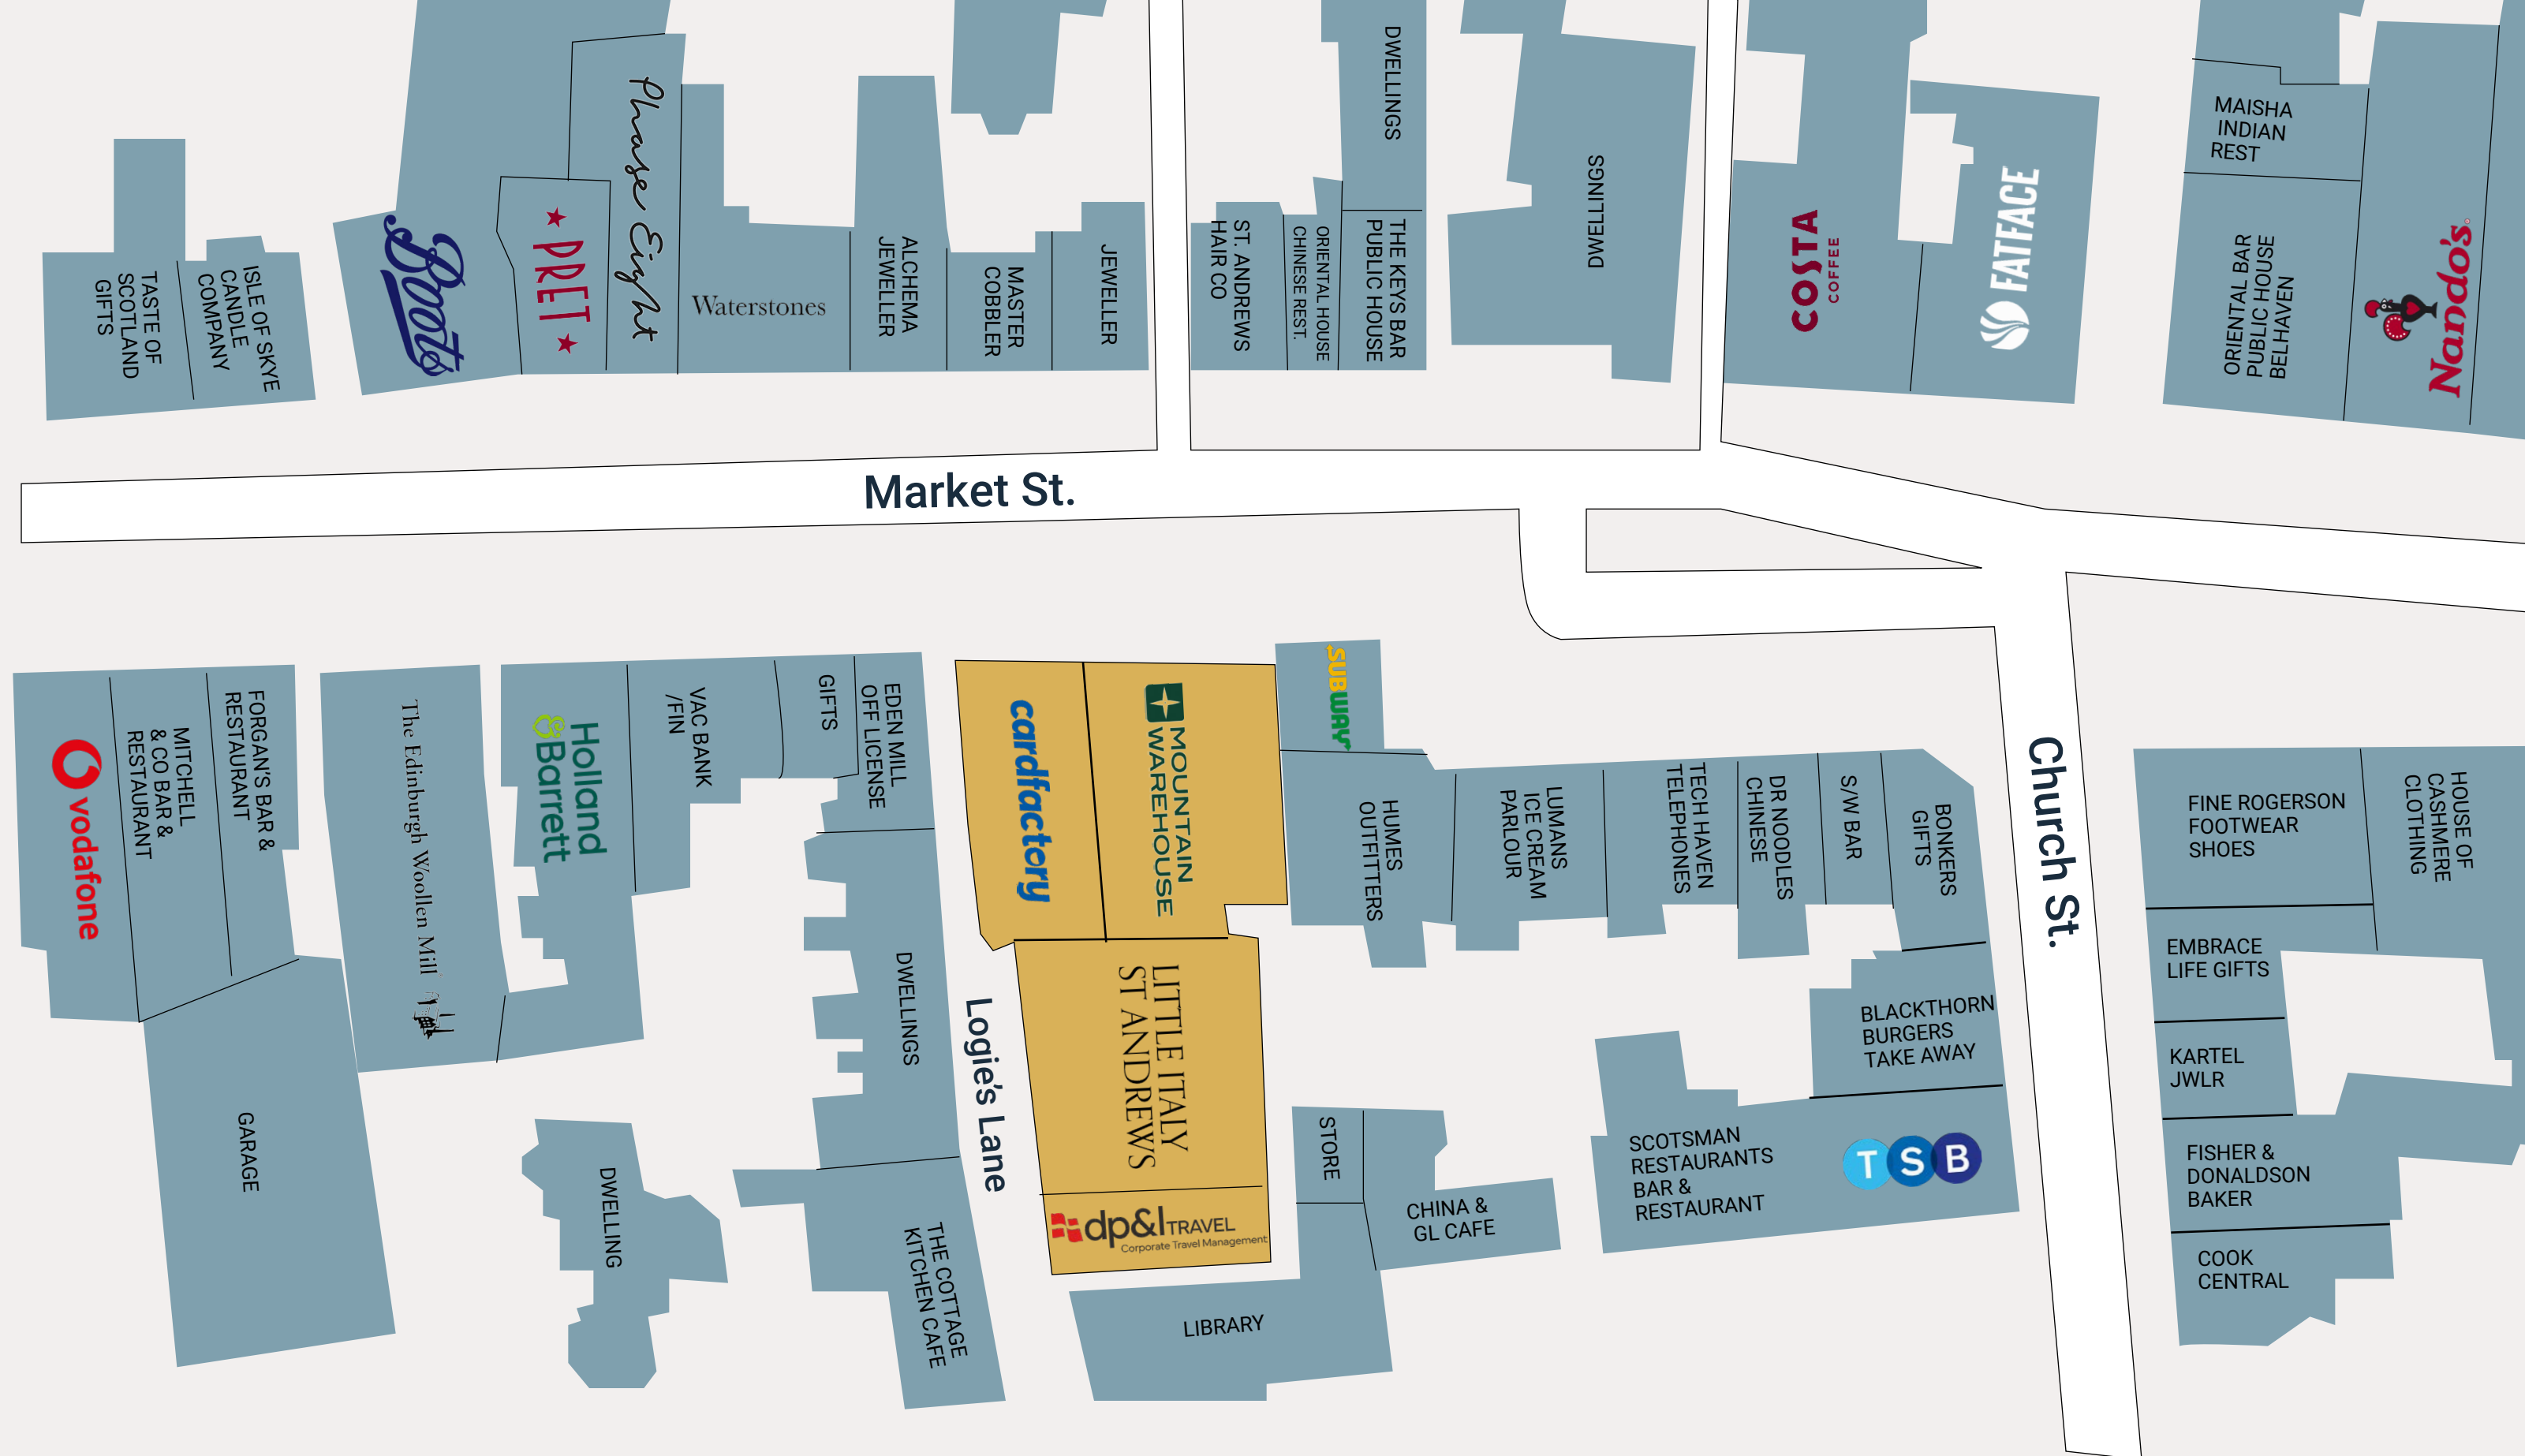 TASTE OF
SCOTLAND
GIFTS
ISLE OF SKYE
CANDLE
COMPANY
Boots
PRET
Phase Eight
Waterstones
ALCHEMA
JEWELLER
MASTER
COBBLER
JEWELLER
ST. ANDREWS
HAIR CO
ORIENTAL HOUSE
CHINESE REST.
DWELLINGS
THE KEYS BAR
PUBLIC HOUSE
DWELLINGS
COSTA
COFFEE
FATFACE
MAISHA
INDIAN
REST
ORIENTAL BAR
PUBLIC HOUSE
BELHAVEN
Nando's
Market St.
vodafone
MITCHELL
& CO BAR &
RESTAURANT
FORGAN'S BAR &
RESTAURANT
The Edinburgh Woollen Mill
Holland
&Barrett
VAC BANK
/FIN
GIFTS
EDEN MILL
OFF LICENSE
cardfactory
MOUNTAIN
WAREHOUSE
SUBWAY
HUMES
OUTFITTERS
LUMANS
ICE CREAM
PARLOUR
TECH HAVEN
TELEPHONES
DR NOODLES
CHINESE
S/W BAR
BONKERS
GIFTS
Church St.
FINE ROGERSON
FOOTWEAR
SHOES
HOUSE OF
CASHMERE
CLOTHING
EMBRACE
LIFE GIFTS
KARTEL
JWLR
FISHER &
DONALDSON
BAKER
COOK
CENTRAL
BLACKTHORN
BURGERS
TAKE AWAY
SCOTSMAN
RESTAURANTS
BAR &
RESTAURANT
TSB
GARAGE
DWELLING
DWELLINGS
THE COTTAGE
KITCHEN CAFE
Logie's Lane
LITTLE ITALY
ST ANDREWS
dp&l TRAVEL
Corporate Travel Management
STORE
CHINA &
GL CAFE
LIBRARY